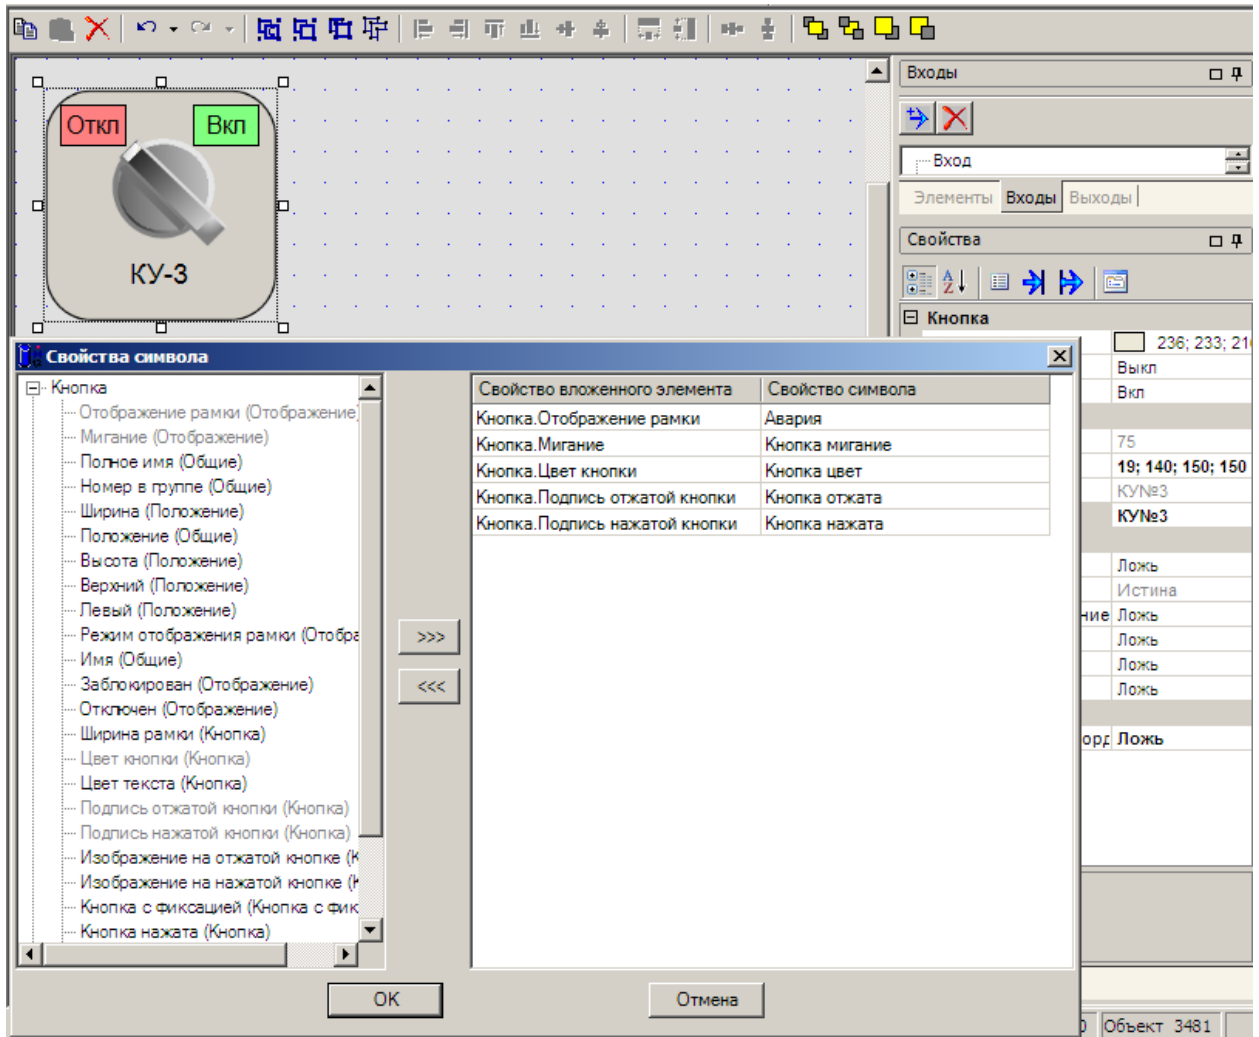 Входы
Откл
Вкл
КУ-3
Вход
Элементы Входы Выходы
Свойства
Кнопка
236; 233; 21
Выкл
Вкл
75
19; 140; 150; 150
КУ№3
КУ№3
Ложь
Истина
ние Ложь
Ложь
Ложь
Ложь
орд Ложь
Свойства символа
Кнопка
Отображение рамки (Отображение
Мигание (Отображение)
Полное имя (Общие)
Номер в группе (Общие)
Ширина (Положение)
Положение (Общие)
Высота (Положение)
Верхний (Положение)
Левый (Положение)
Режим отображения рамки (Отобра
Имя (Общие)
Заблокирован (Отображение)
Отключен (Отображение)
Ширина рамки (Кнопка)
Цвет кнопки (Кнопка)
Цвет текста (Кнопка)
Подпись отжатой кнопки (Кнопка)
Подпись нажатой кнопки (Кнопка)
Изображение на отжатой кнопке (К
Изображение на нажатой кнопке (К
Кнопка с фиксацией (Кнопка с фик
Кнопка нажата (Кнопка)
>>>
<<<
Свойство вложенного элемента Свойство символа
Кнопка.Отображение рамки Авария
Кнопка.Мигание Кнопка мигание
Кнопка.Цвет кнопки Кнопка цвет
Кнопка.Подпись отжатой кнопки Кнопка отжата
Кнопка.Подпись нажатой кнопки Кнопка нажата
OK
Отмена
Объект 3481